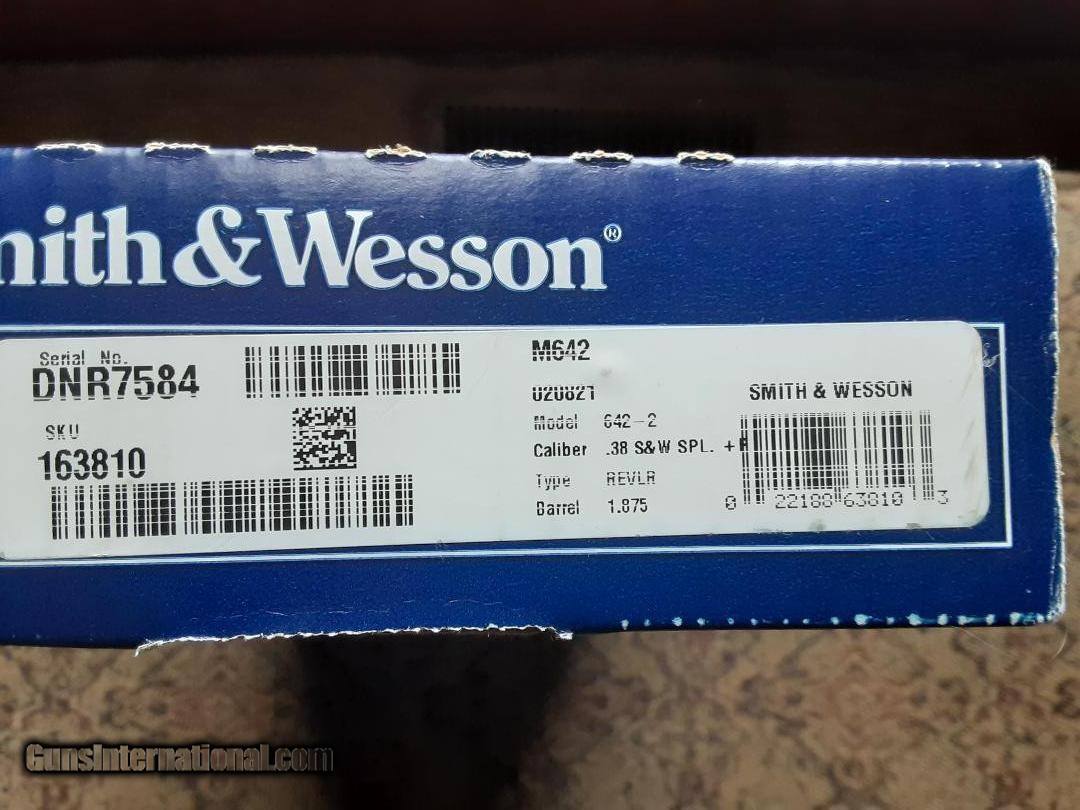 mith & Wesson®
Serial No.
DNR7584
SKU
163810
M642
020821
Model 642-2
Caliber .38 S&W SPL. +P
Type REVLR
Barrel 1.875
SMITH & WESSON
0 22188 63810 3
GunsInternational.com